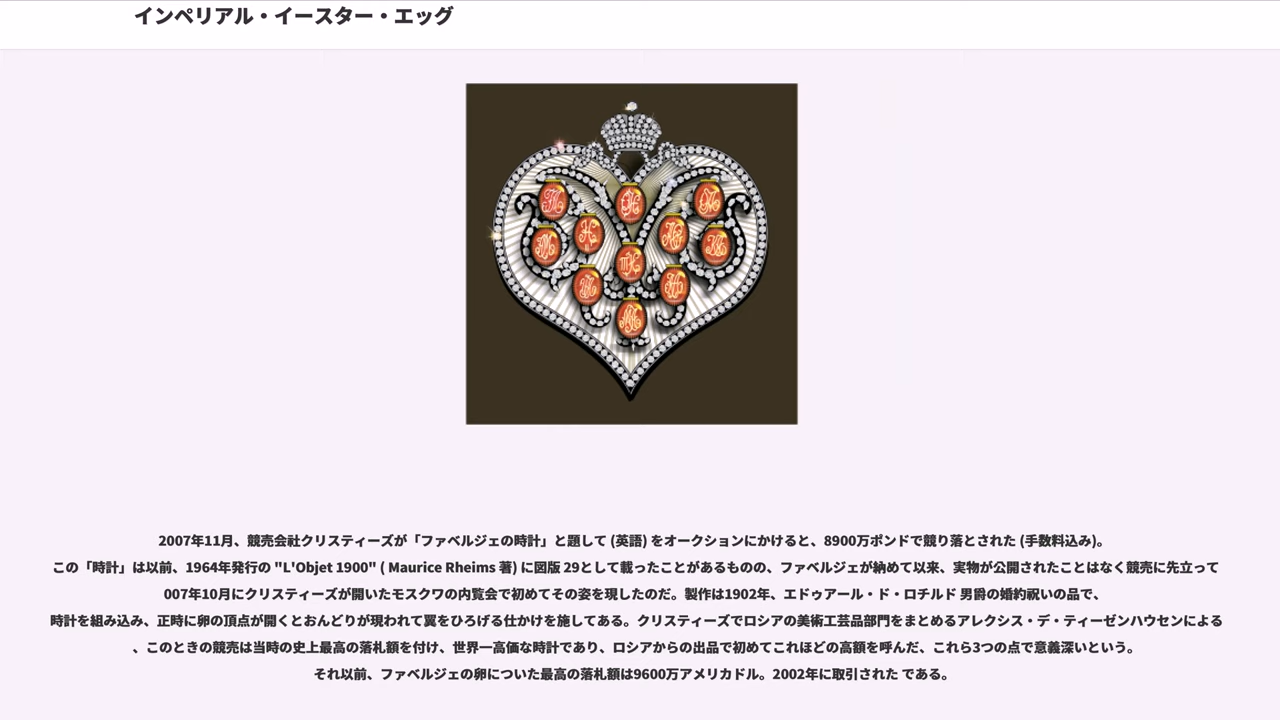 インペリアル・イースター・エッグ
2007年11月、競売会社クリスティーズが「ファベルジェの時計」と題して (英語) をオークションにかけると、8900万ポンドで競り落とされた (手数料込み)。
この「時計」は以前、1964年発行の "L'Objet 1900" ( Maurice Rheims 著) に図版 29として載ったことがあるものの、ファベルジェが納めて以来、実物が公開されたことはなく競売に先立って
007年10月にクリスティーズが開いたモスクワの内覧会で初めてその姿を現したのだ。製作は1902年、エドゥアール・ド・ロチルド 男爵の婚約祝いの品で、
時計を組み込み、正時に卵の頂点が開くとおんどりが現われて翼をひろげる仕かけを施してある。クリスティーズでロシアの美術工芸品部門をまとめるアレクシス・デ・ティーゼンハウセンによる
、このときの競売は当時の史上最高の落札額を付け、世界一高価な時計であり、ロシアからの出品で初めてこれほどの高額を呼んだ、これら3つの点で意義深いという。
それ以前、ファベルジェの卵についた最高の落札額は9600万アメリカドル。2002年に取引された である。